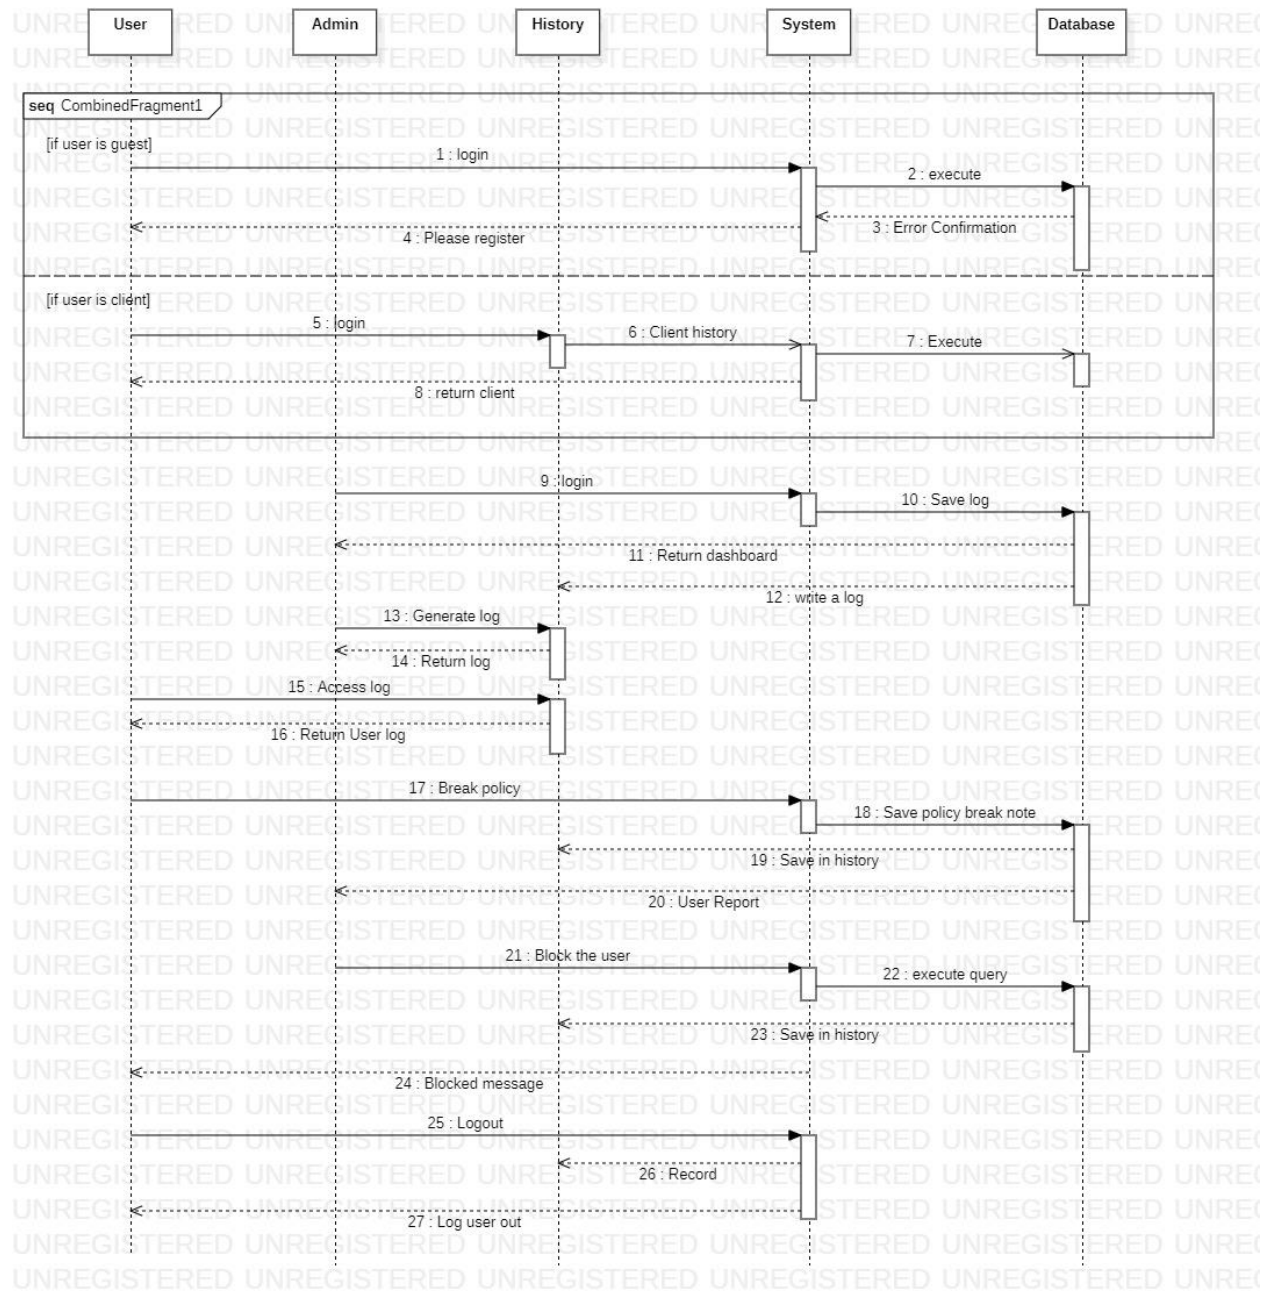 User Admin History System Database
seq CombinedFragment1
[if user is guest]
1 : login
2 : execute
3 : Error Confirmation
4 : Please register
[if user is client]
5 : login
6 : Client history
7 : Execute
8 : return client
9 : login
10 : Save log
11 : Return dashboard
12 : write a log
13 : Generate log
14 : Return log
15 : Access log
16 : Return User log
17 : Break policy
18 : Save policy break note
19 : Save in history
20 : User Report
21 : Block the user
22 : execute query
23 : Save in history
24 : Blocked message
25 : Logout
26 : Record
27 : Log user out
UNREGISTERED